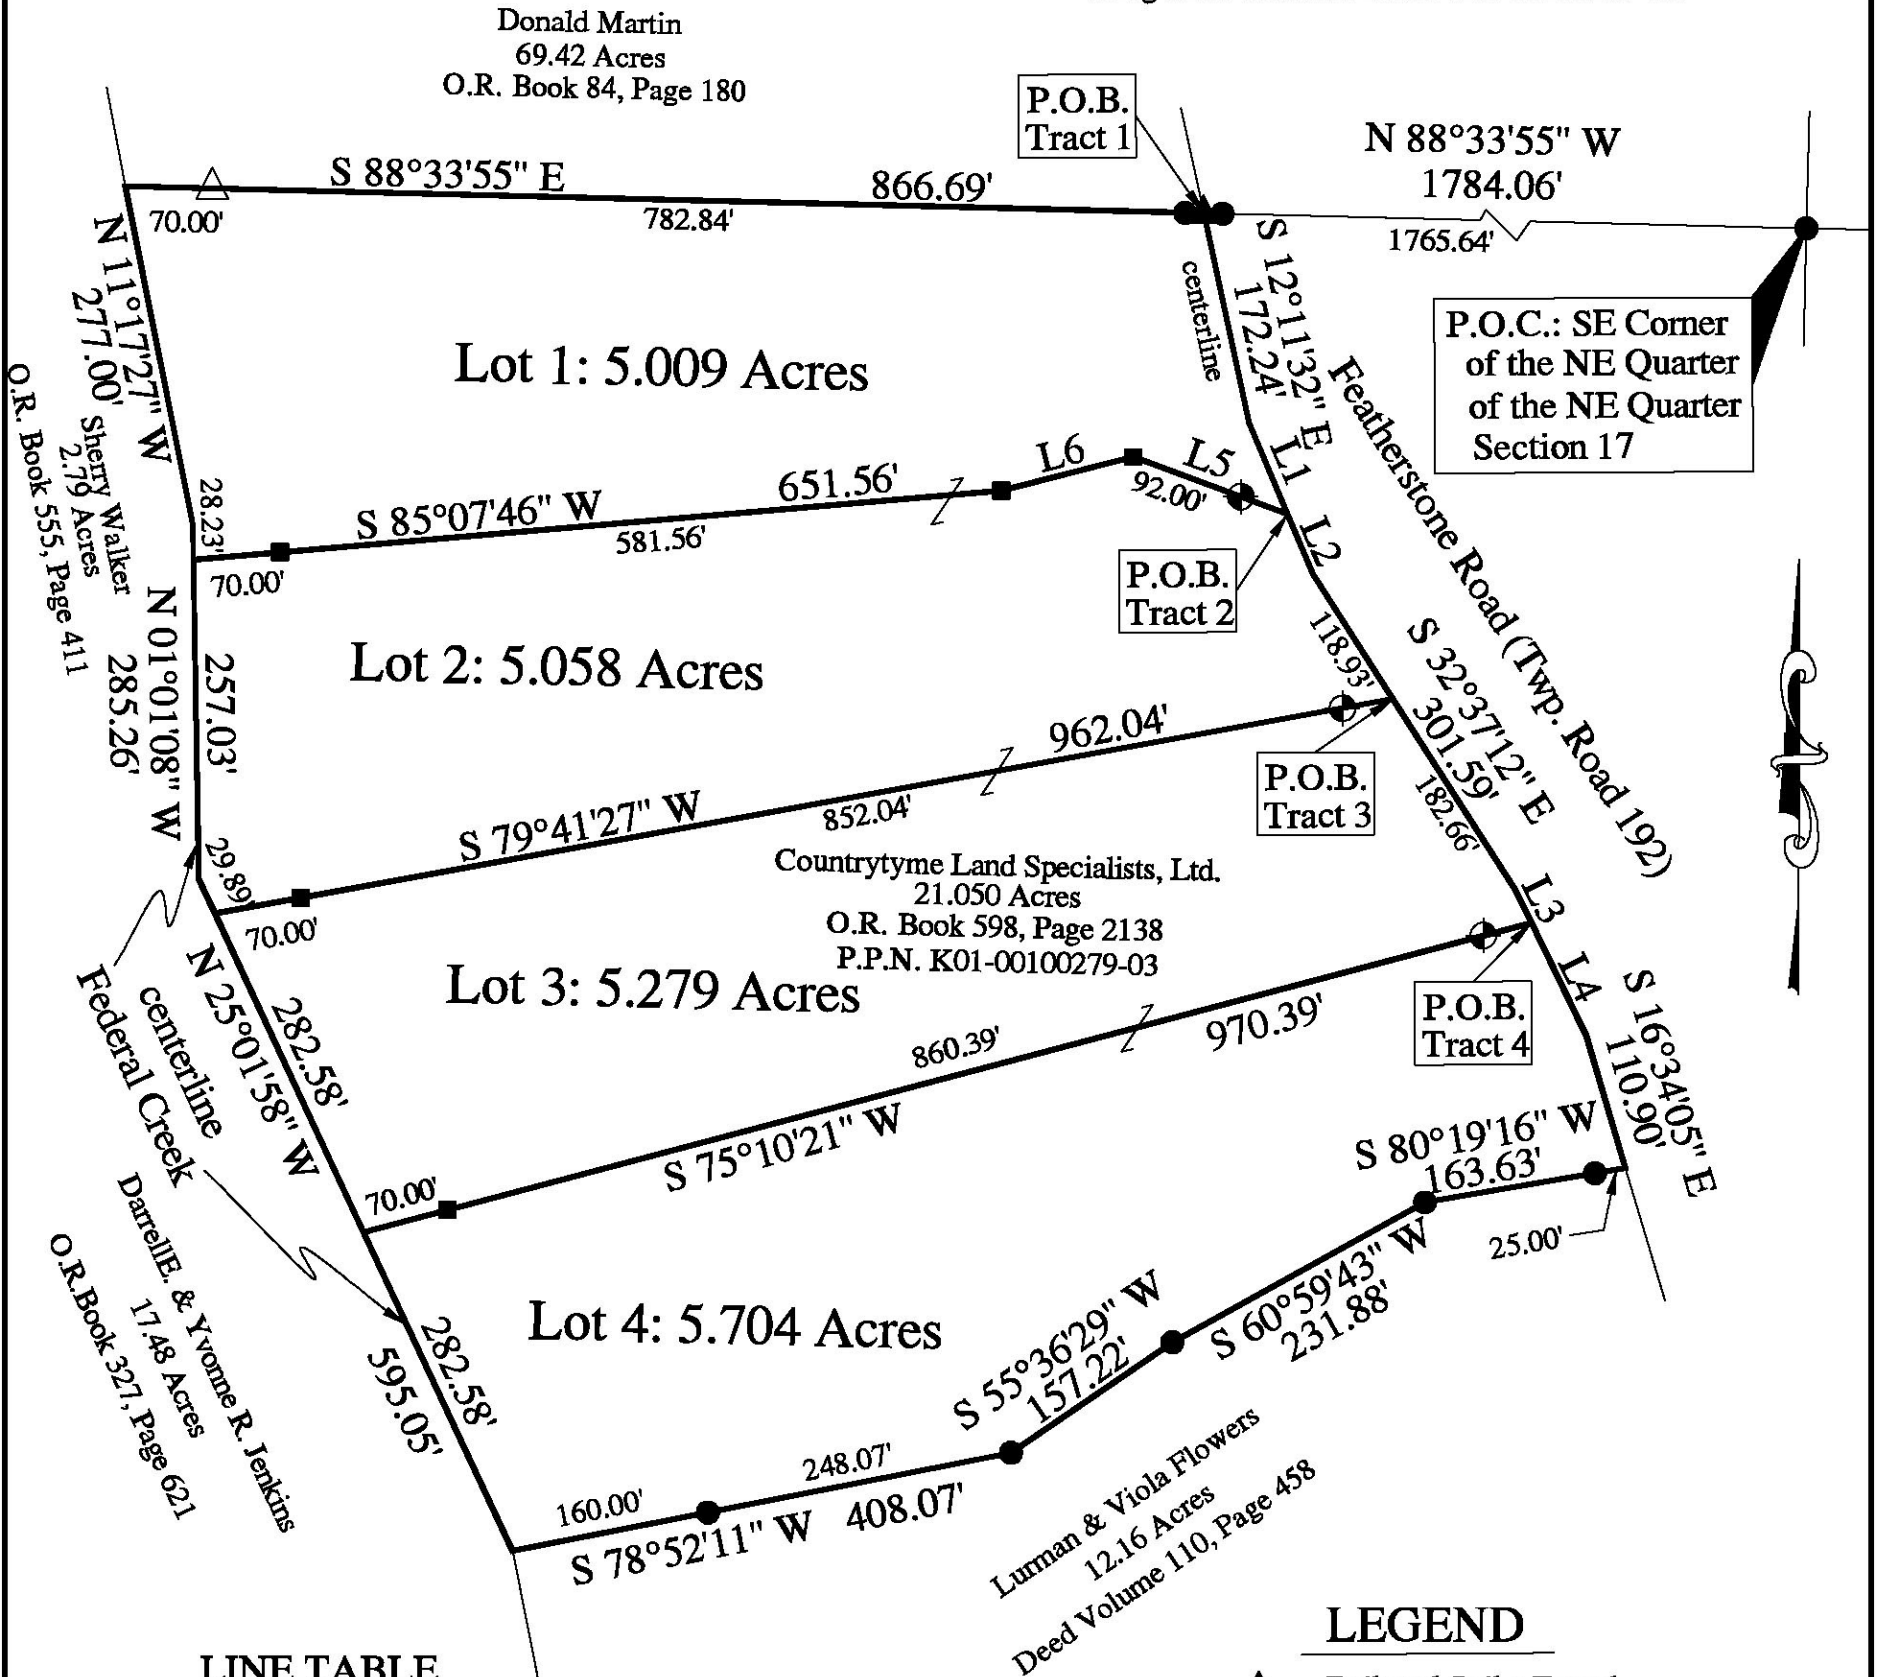 Donald Martin
69.42 Acres
O.R. Book 84, Page 180
P.O.B.
Tract 1
N 88°33'55" W
1784.06'
1765.64'
S 88°33'55" E
866.69'
70.00'
782.84'
P.O.C.: SE Corner
of the NE Quarter
of the NE Quarter
Section 17
N 11°17'27" W
277.00'
Sherry Walker
2.79 Acres
O.R. Book 555, Page 411
centerline
S 12°11'32" E
172.24'
Lot 1: 5.009 Acres
L1
L5
92.00'
L6
651.56'
S 85°07'46" W
581.56'
28.23'
70.00'
L2
Featherstone Road (Twp. Road 192)
P.O.B.
Tract 2
N 01°01'08" W
285.26'
257.03'
Lot 2: 5.058 Acres
118.93'
S 32°37'12" E
301.59'
182.66'
962.04'
S 79°41'27" W
852.04'
P.O.B.
Tract 3
29.89'
70.00'
Countrytyme Land Specialists, Ltd.
21.050 Acres
O.R. Book 598, Page 2138
P.P.N. K01-00100279-03
L3
Lot 3: 5.279 Acres
N 25°01'58" W
282.58'
centerline
Federal Creek
860.39'
970.39'
S 75°10'21" W
70.00'
L4
P.O.B.
Tract 4
S 16°34'05" E
110.90'
S 80°19'16" W
163.63'
25.00'
DarrellE. & Yvonne R. Jenkins
17.48 Acres
O.R.Book 327, Page 621
282.58'
595.05'
Lot 4: 5.704 Acres
S 60°59'43" W
231.88'
S 55°36'29" W
157.22'
160.00'
248.07'
S 78°52'11" W 408.07'
Lurman & Viola Flowers
12.16 Acres
Deed Volume 110, Page 458
LEGEND
LINE TABLE